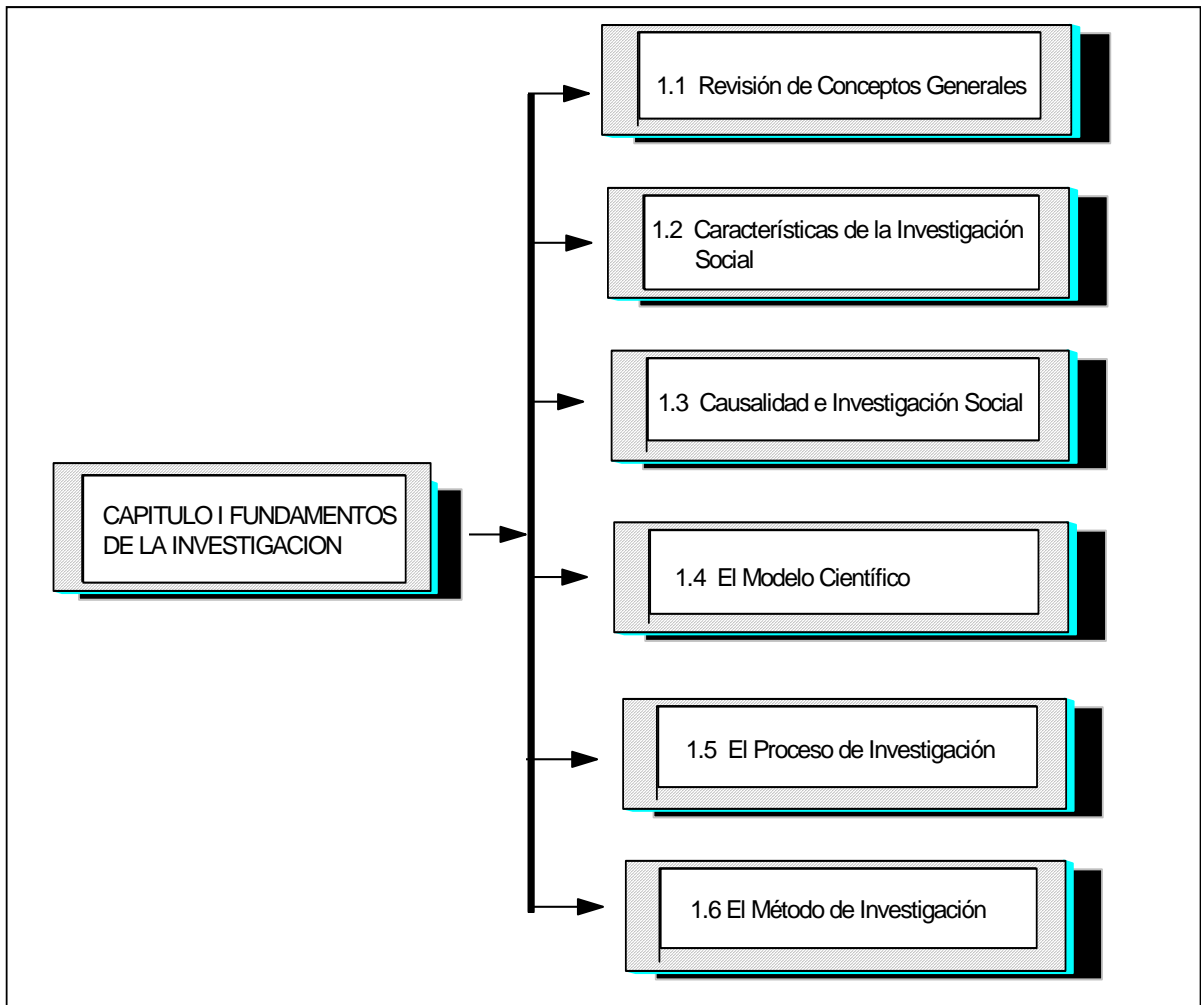 1.1 Revisión de Conceptos Generales
1.2 Características de la Investigación
Social
1.3 Causalidad e Investigación Social
CAPITULO I FUNDAMENTOS
DE LA INVESTIGACION
1.4 El Modelo Científico
1.5 El Proceso de Investigación
1.6 El Método de Investigación